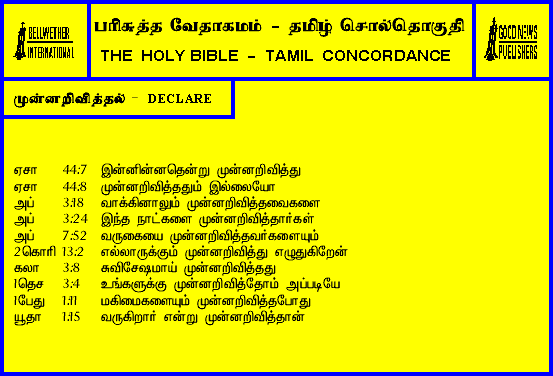 BELLWETHER
INTERNATIONAL
பரிசுத்த வேதாகமம் - தமிழ் சொல்தொகுதி
THE HOLY BIBLE - TAMIL CONCORDANCE
GOOD NEWS
PUBLISHERS
முன்னறிவித்தல் - DECLARE
ஏசா 44:7 இன்னின்னதென்று முன்னறிவித்து
ஏசா 44:8 முன்னறிவித்ததும் இல்லையோ
அப் 3:18 வாக்கினாலும் முன்னறிவித்தவைகளை
அப் 3:24 இந்த நாட்களை முன்னறிவித்தார்கள்
அப் 7:52 வருகையை முன்னறிவித்தவர்களையும்
2கொரி 13:2 எல்லாருக்கும் முன்னறிவித்து எழுதுகிறேன்
கலா 3:8 சுவிசேஷமாய் முன்னறிவித்தது
1தெச 3:4 உங்களுக்கு முன்னறிவித்தோம் அப்படியே
1பேது 1:11 மகிமைகளையும் முன்னறிவித்தபோது
யூதா 1:15 வருகிறார் என்று முன்னறிவித்தான்